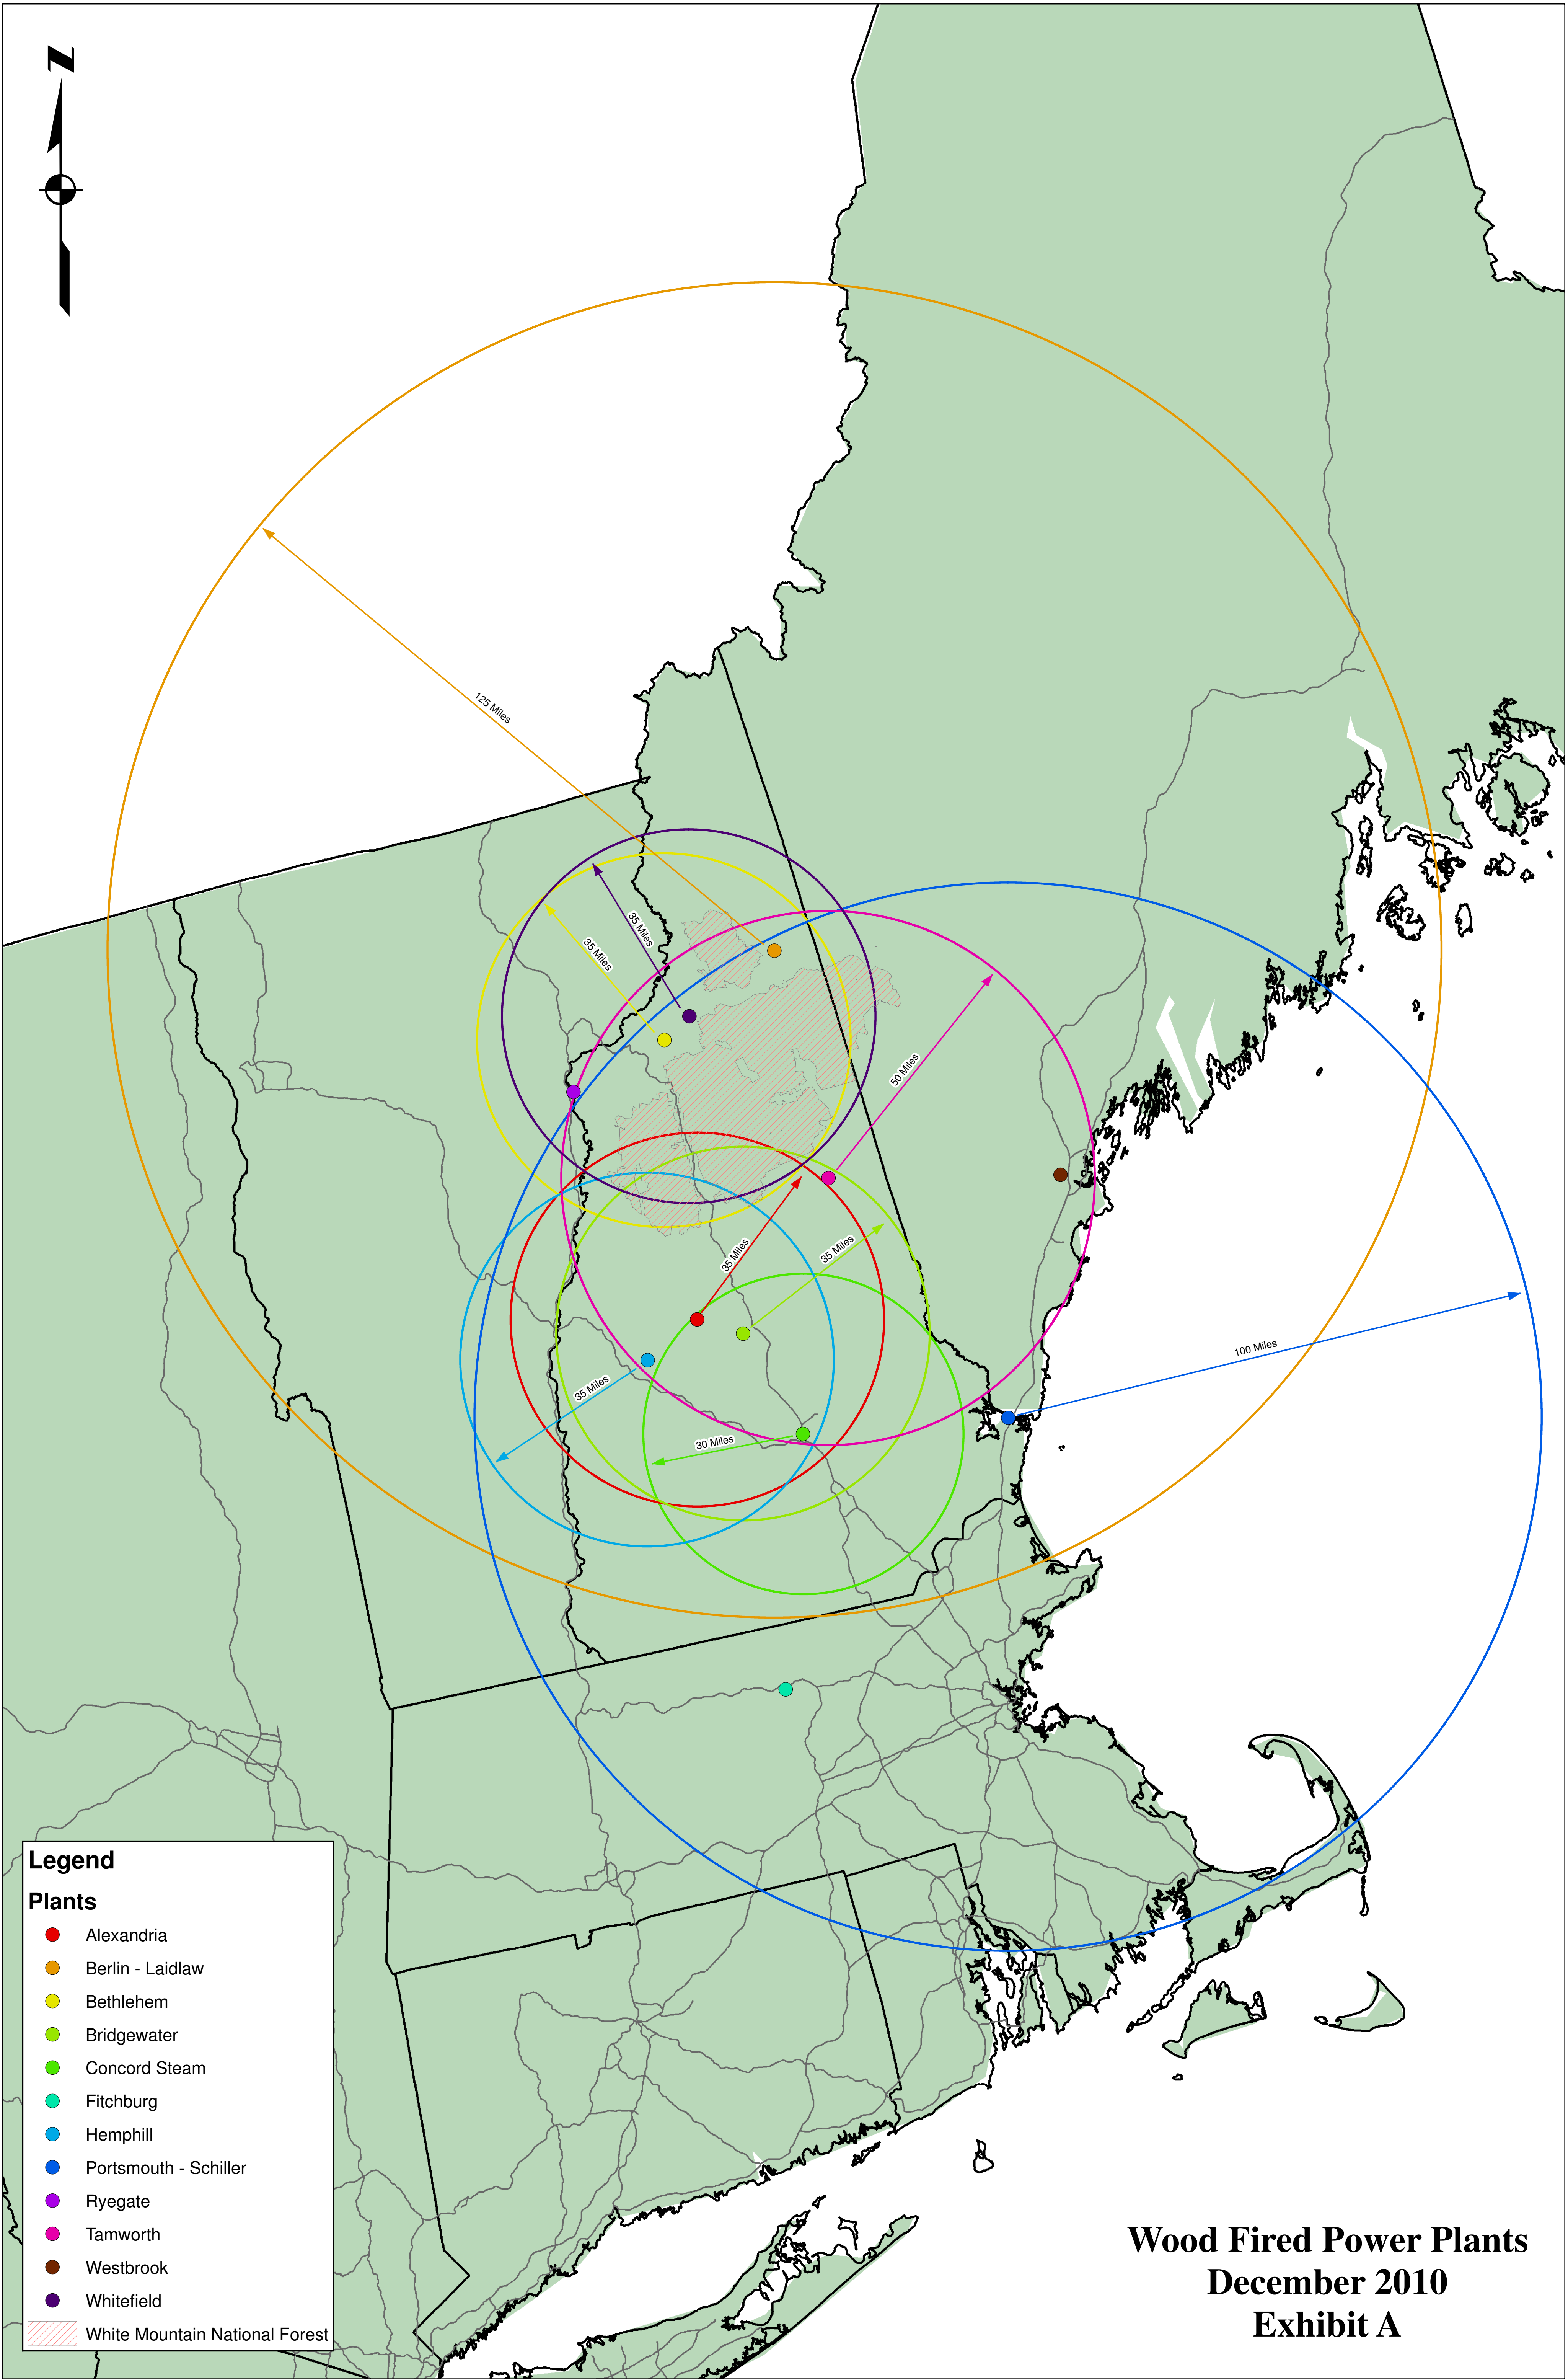 N
125 Miles
35 Miles
35 Miles
50 Miles
35 Miles
35 Miles
100 Miles
35 Miles
30 Miles
Legend
Plants
Alexandria
Berlin - Laidlaw
Bethlehem
Bridgewater
Concord Steam
Fitchburg
Hemphill
Portsmouth - Schiller
Ryegate
Tamworth
Westbrook
Whitefield
White Mountain National Forest
Wood Fired Power Plants
December 2010
Exhibit A